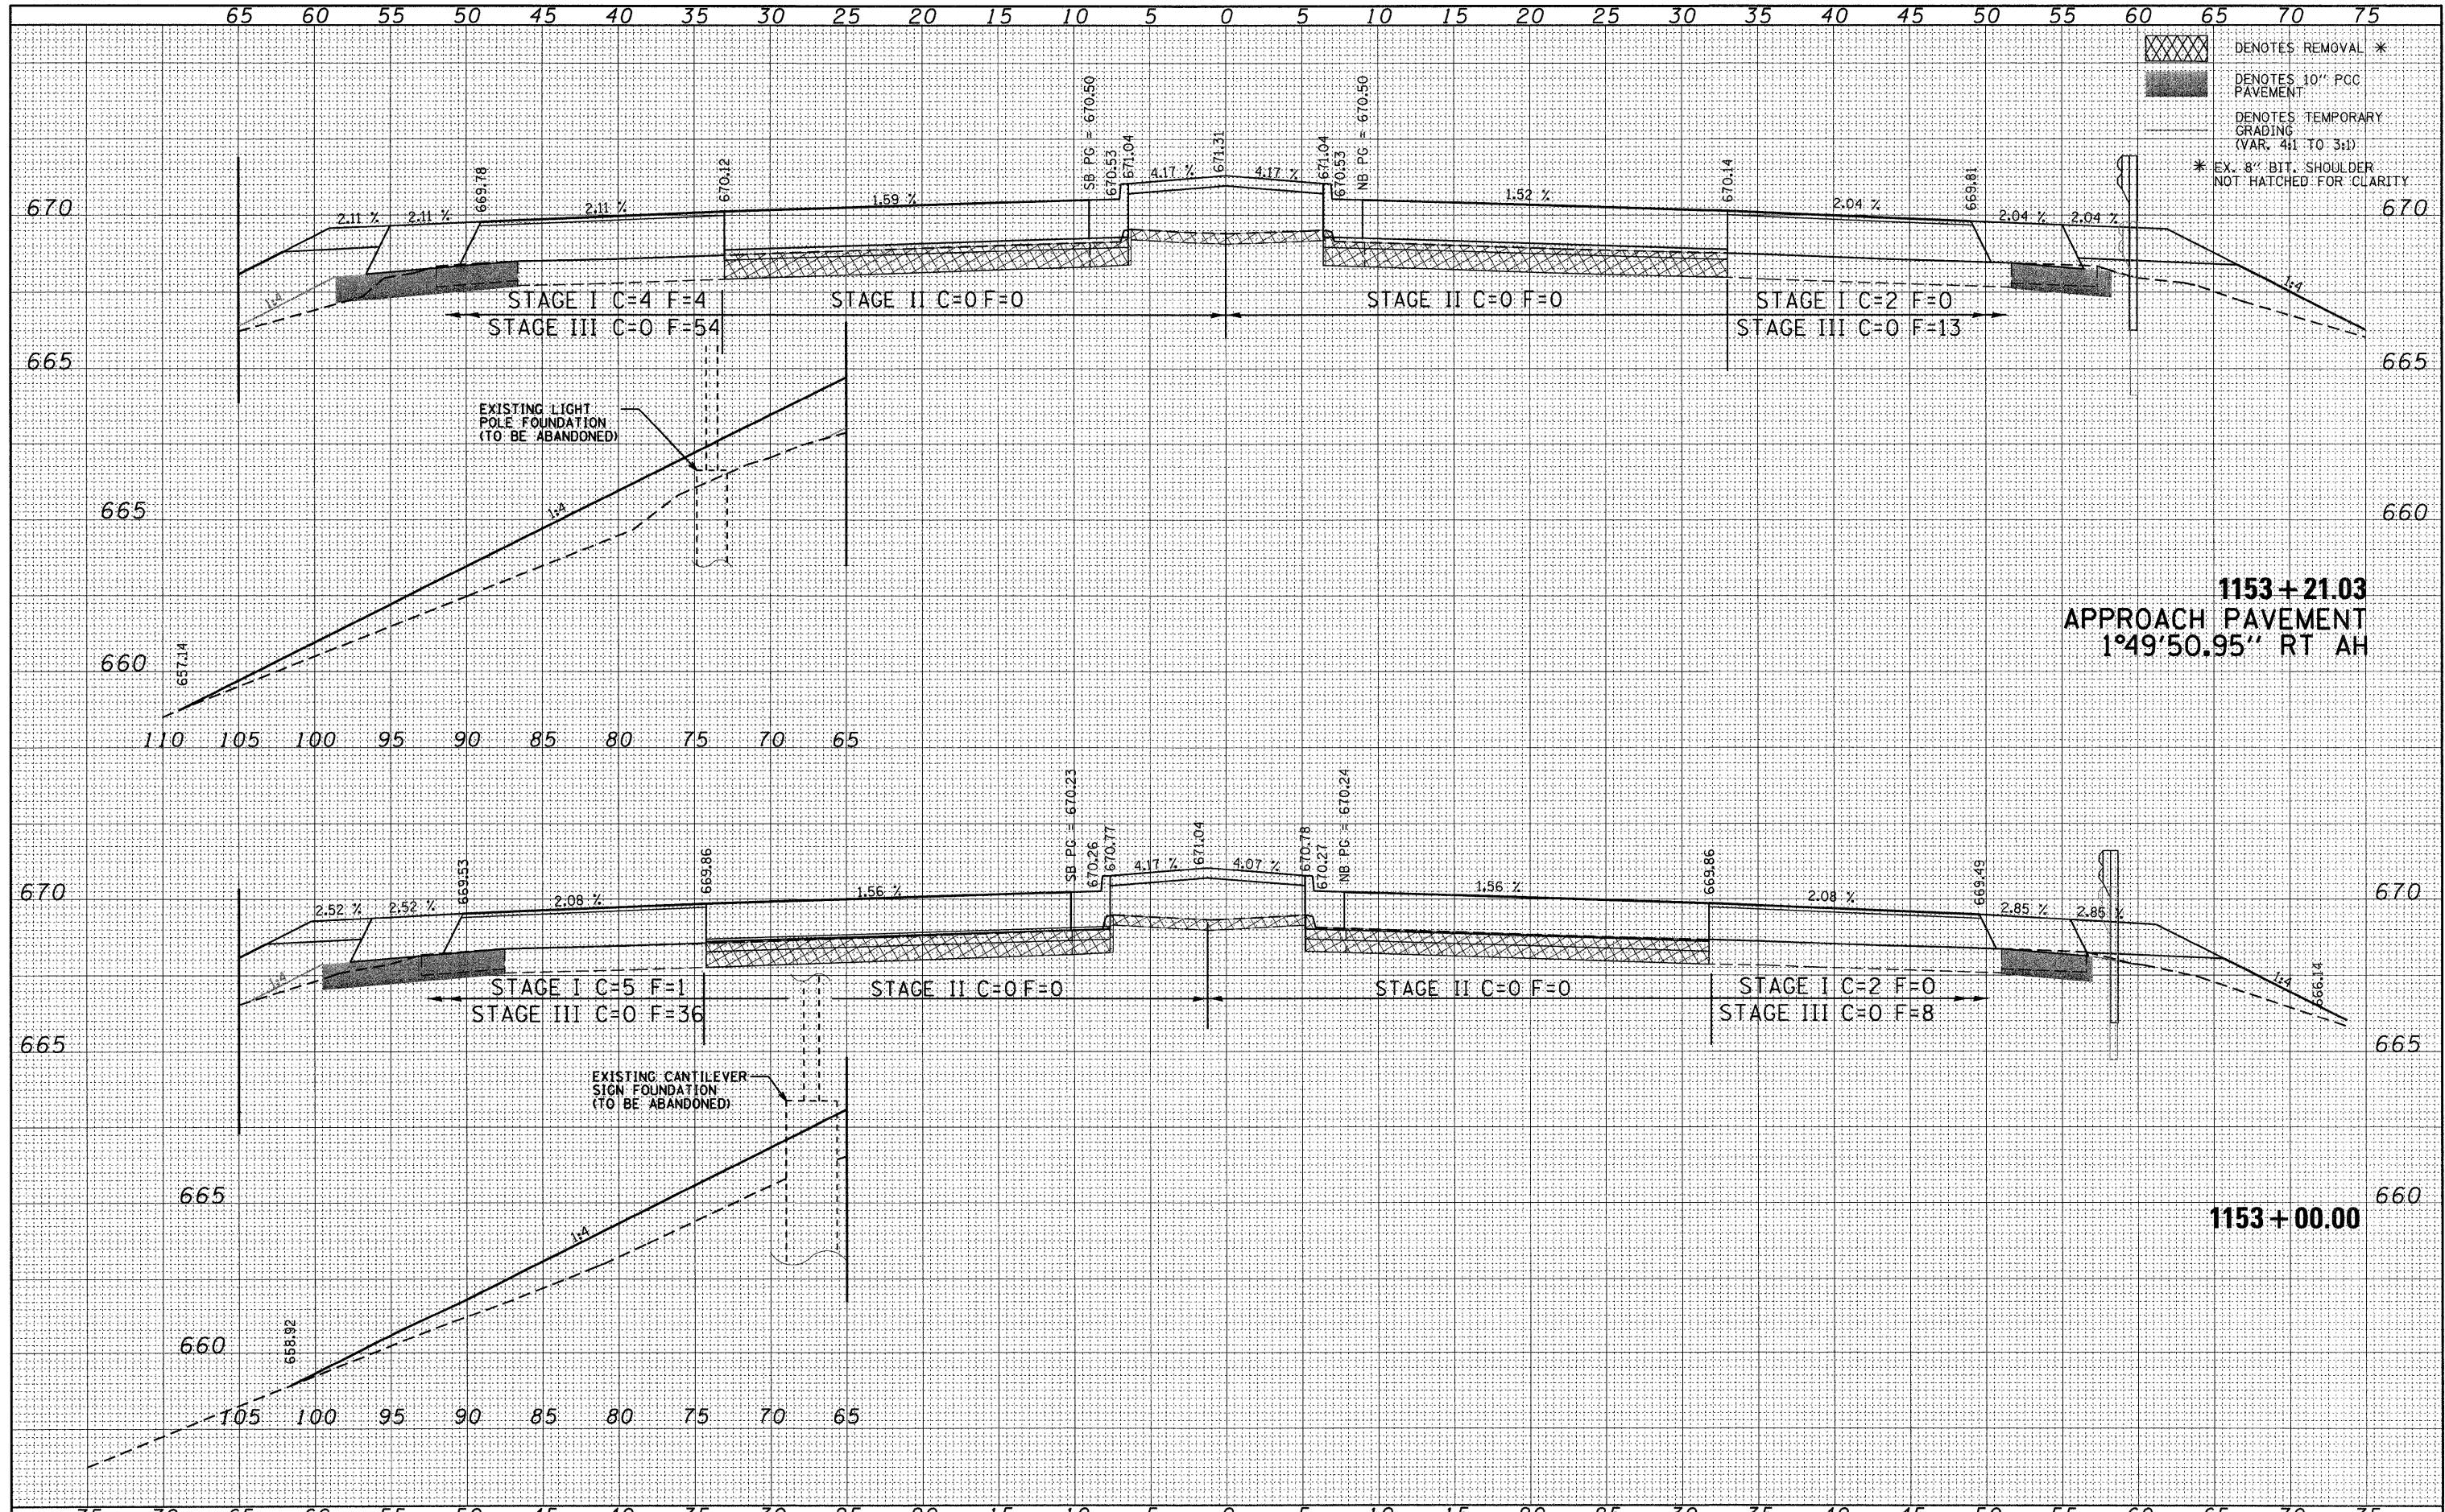 65 60 55 50 45 40 35 30 25 20 15 10 5 0 5 10 15 20 25 30 35 40 45 50 55 60 65 70 75
DENOTES REMOVAL *
DENOTES 10" PCC
PAVEMENT
DENOTES TEMPORARY
GRADING
(VAR. 4:1 TO 3:1)
* EX. 8" BIT. SHOULDER
NOT HATCHED FOR CLARITY
669.78
670.12
SB PG = 670.50
670.53
671.04
671.31
671.04
670.53
NB PG = 670.50
670.14
669.81
670
2.11 % 2.11 % 2.11 % 1.59 % 4.17 % 4.17 % 1.52 % 2.04 % 2.04 % 2.04 %
670
1:4
1:4
STAGE I C=4 F=4
STAGE II C=0 F=0
STAGE II C=0 F=0
STAGE I C=2 F=0
STAGE III C=0 F=54
STAGE III C=0 F=13
665
665
EXISTING LIGHT
POLE FOUNDATION
(TO BE ABANDONED)
665
1:4
660
1153+21.03
APPROACH PAVEMENT
1°49'50.95" RT AH
660
657.14
110 105 100 95 90 85 80 75 70 65
669.53
669.86
SB PG = 670.23
670.26
670.77
671.04
670.78
670.27
NB PG = 670.24
669.86
669.49
670
2.52 % 2.52 % 2.08 % 1.56 % 4.17 % 4.07 % 1.56 % 2.08 % 2.85 % 2.85 %
670
1:4
1:4
666.14
STAGE I C=5 F=1
STAGE II C=0 F=0
STAGE II C=0 F=0
STAGE I C=2 F=0
STAGE III C=0 F=36
STAGE III C=0 F=8
665
665
EXISTING CANTILEVER
SIGN FOUNDATION
(TO BE ABANDONED)
665
660
1:4
1153+00.00
660
658.92
105 100 95 90 85 80 75 70 65